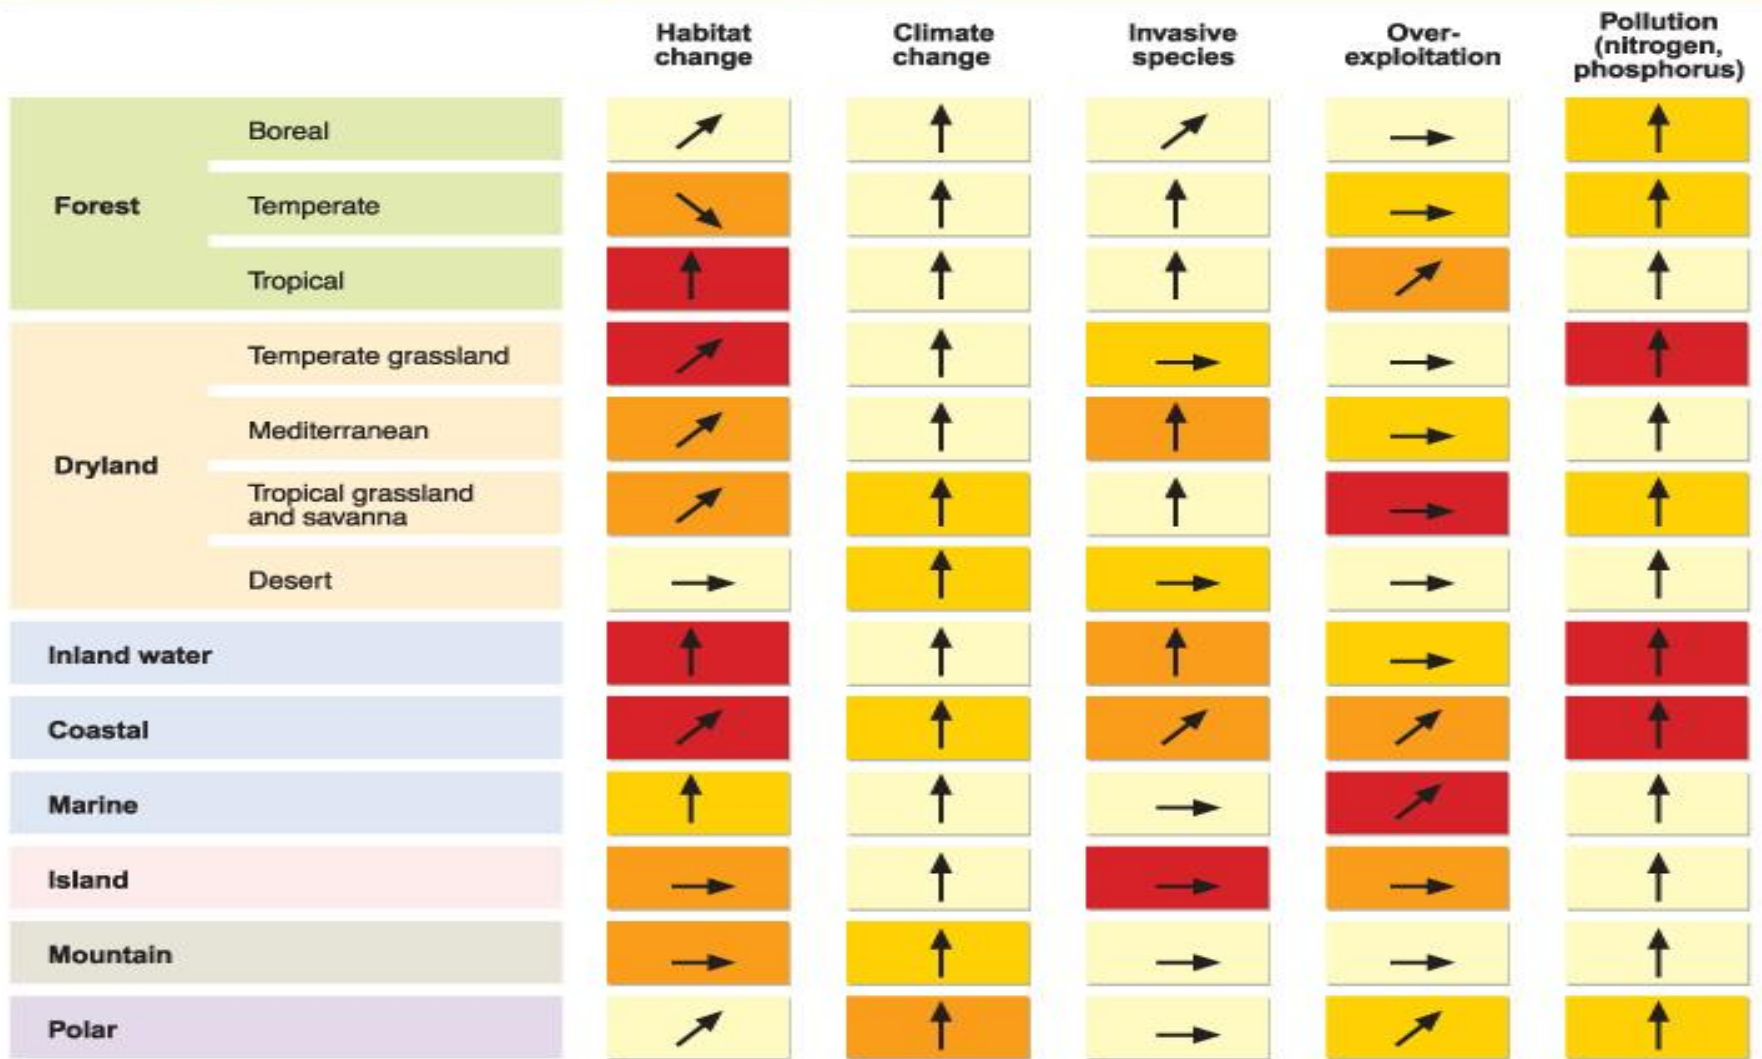 Habitat
change
Climate
change
Invasive
species
Over-
exploitation
Pollution
(nitrogen,
phosphorus)
Forest
Boreal
Temperate
Tropical
Dryland
Temperate grassland
Mediterranean
Tropical grassland
and savanna
Desert
Inland water
Coastal
Marine
Island
Mountain
Polar